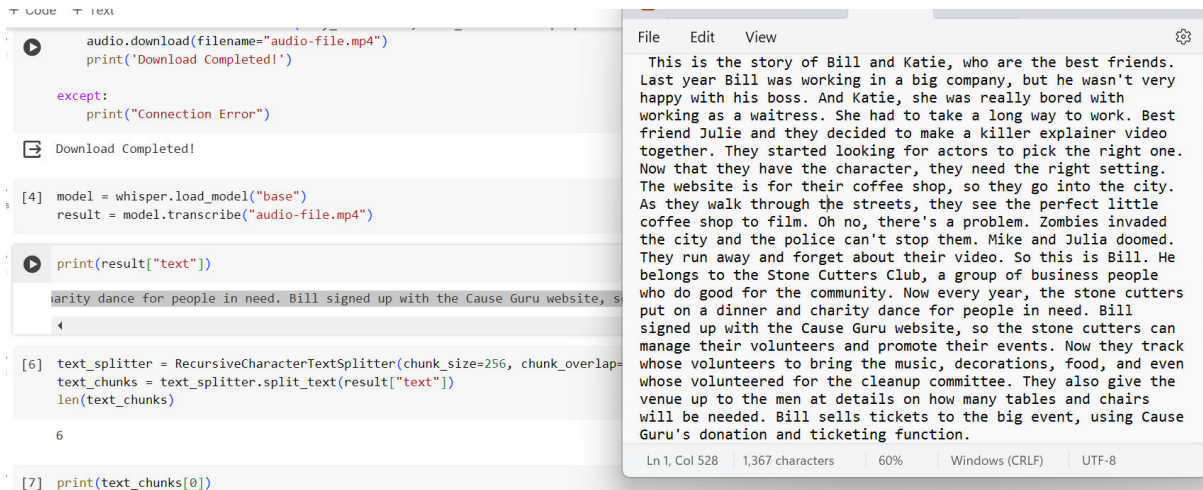 + Code + Text
audio.download(filename="audio-file.mp4")
print('Download Completed!')
except:
print("Connection Error")
Download Completed!
[4] model = whisper.load_model("base")
result = model.transcribe("audio-file.mp4")
print(result["text"])
arity dance for people in need. Bill signed up with the Cause Guru website, s
[6] text_splitter = RecursiveCharacterTextSplitter(chunk_size=256, chunk_overlap=
text_chunks = text_splitter.split_text(result["text"])
len(text_chunks)
6
[7] print(text_chunks[0])
File Edit View
This is the story of Bill and Katie, who are the best friends.
Last year Bill was working in a big company, but he wasn't very
happy with his boss. And Katie, she was really bored with
working as a waitress. She had to take a long way to work. Best
friend Julie and they decided to make a killer explainer video
together. They started looking for actors to pick the right one.
Now that they have the character, they need the right setting.
The website is for their coffee shop, so they go into the city.
As they walk through the streets, they see the perfect little
coffee shop to film. Oh no, there's a problem. Zombies invaded
the city and the police can't stop them. Mike and Julia doomed.
They run away and forget about their video. So this is Bill. He
belongs to the Stone Cutters Club, a group of business people
who do good for the community. Now every year, the stone cutters
put on a dinner and charity dance for people in need. Bill
signed up with the Cause Guru website, so the stone cutters can
manage their volunteers and promote their events. Now they track
whose volunteers to bring the music, decorations, food, and even
whose volunteered for the cleanup committee. They also give the
venue up to the men at details on how many tables and chairs
will be needed. Bill sells tickets to the big event, using Cause
Guru's donation and ticketing function.
Ln 1, Col 528 1,367 characters 60% Windows (CRLF) UTF-8